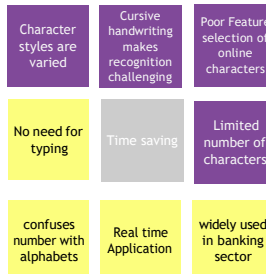 Character
styles are
varied
Cursive
handwriting
makes
recognition
challenging
Poor Feature
selection of
online
characters
No need for
typing
Time saving
Limited
number of
characters
confuses
number with
alphabets
Real time
Application
widely used
in banking
sector